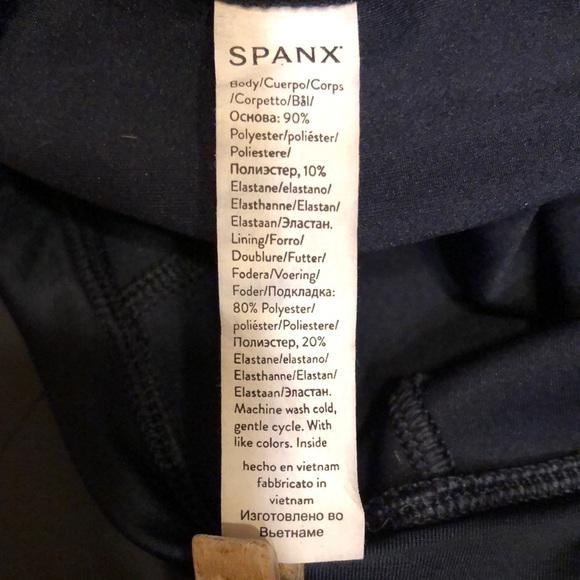 SPANX®
Body/Cuerpo/Corps
/Corpetto/Bål/
Основа: 90%
Polyester/poliéster/
Poliestere/
Полиэстер, 10%
Elastane/elastano/
Elasthanne/Elastan/
Elastaan/Эластан.
Lining/Forro/
Doublure/Futter/
Fodera/Voering/
Foder/Подкладка:
80% Polyester/
poliéster/Poliestere/
Полиэстер, 20%
Elastane/elastano/
Elasthanne/Elastan/
Elastaan/Эластан.
Machine wash cold,
gentle cycle. With
like colors. Inside
hecho en vietnam
fabbricato in
vietnam
Изготовлено во
Вьетнаме